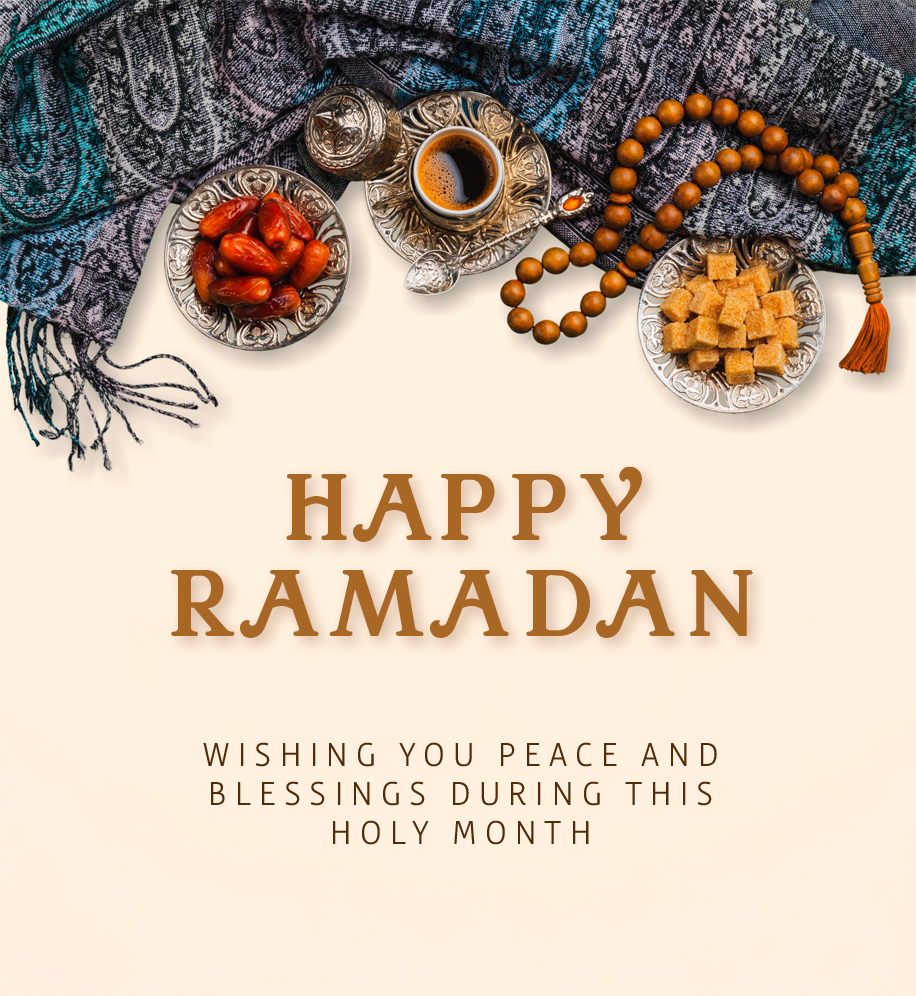 HAPPY
RAMADAN
WISHING YOU PEACE AND
BLESSINGS DURING THIS
HOLY MONTH